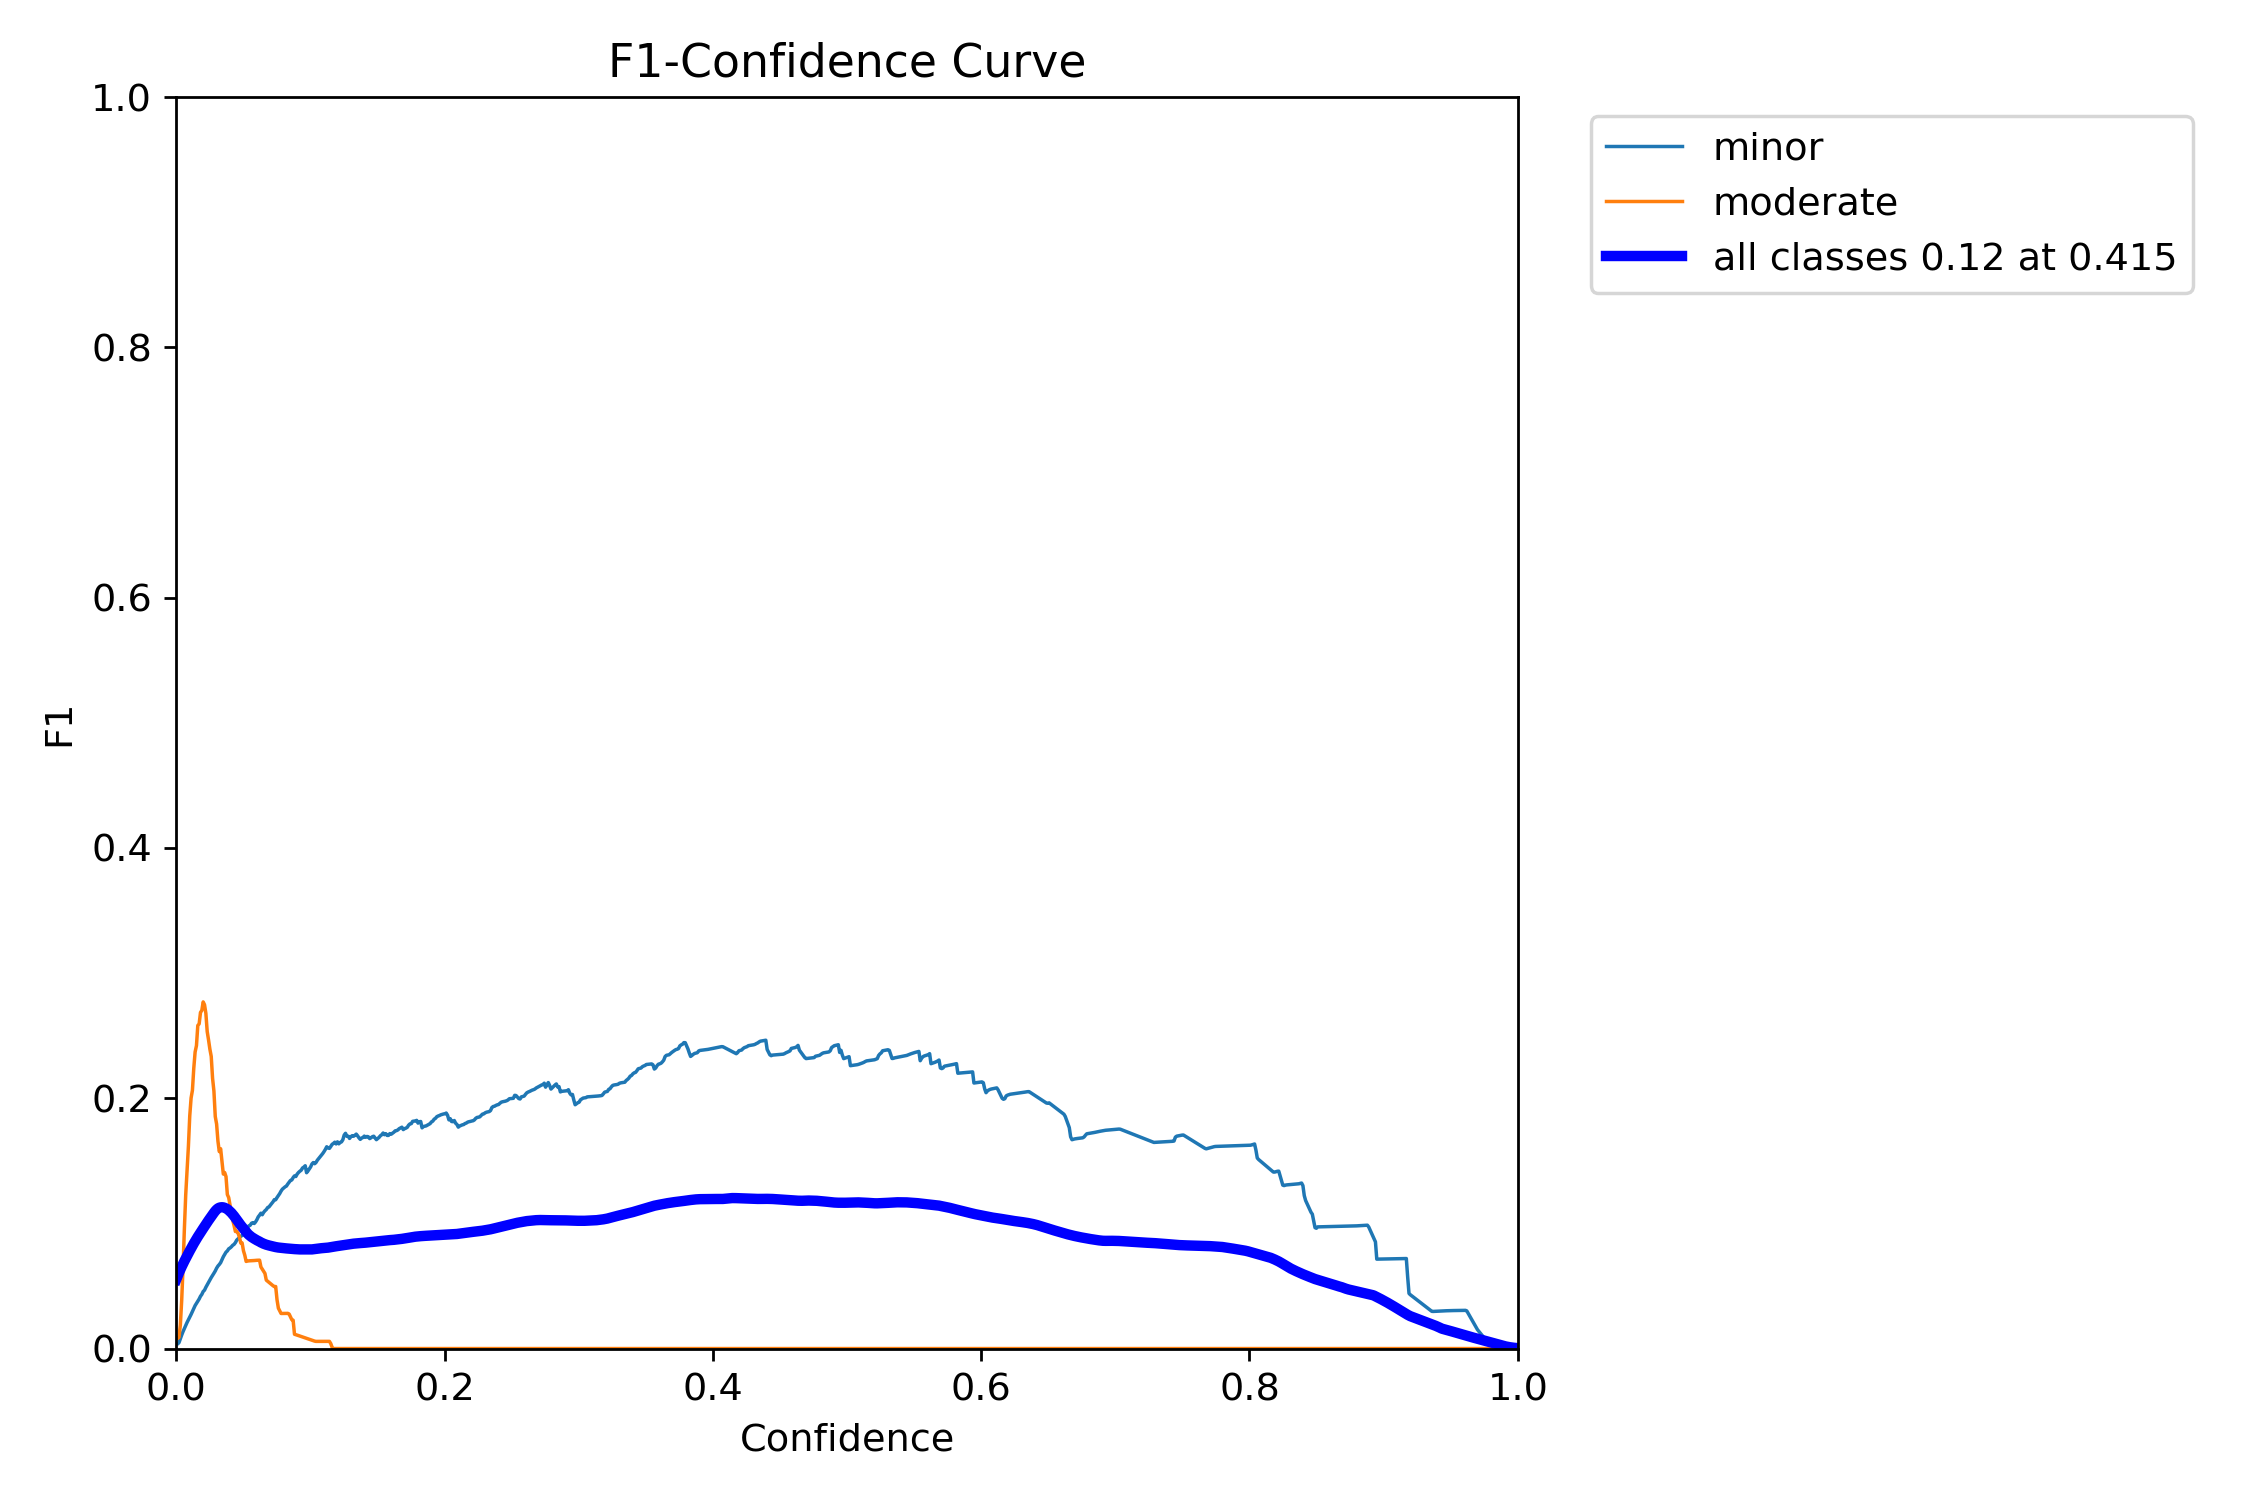 F1-Confidence Curve
minor
moderate
all classes 0.12 at 0.415
1.0
0.8
0.6
0.4
0.2
0.0
F1
0.0 0.2 0.4 0.6 0.8 1.0
Confidence